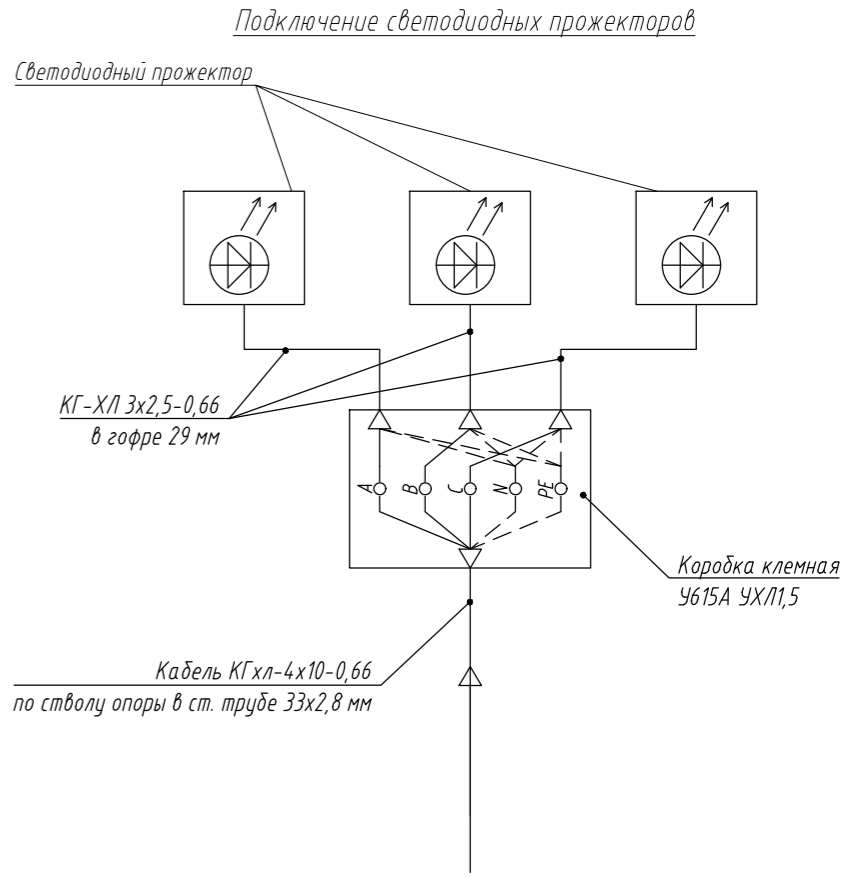 Подключение светодиодных прожекторов
Светодиодный прожектор
КГ-ХЛ 3х2,5-0,66
в гофре 29 мм
A
B
C
N
PE
Коробка клемная
У615А УХЛ1,5
Кабель КГхл-4х10-0,66
по стволу опоры в ст. трубе 33х2,8 мм